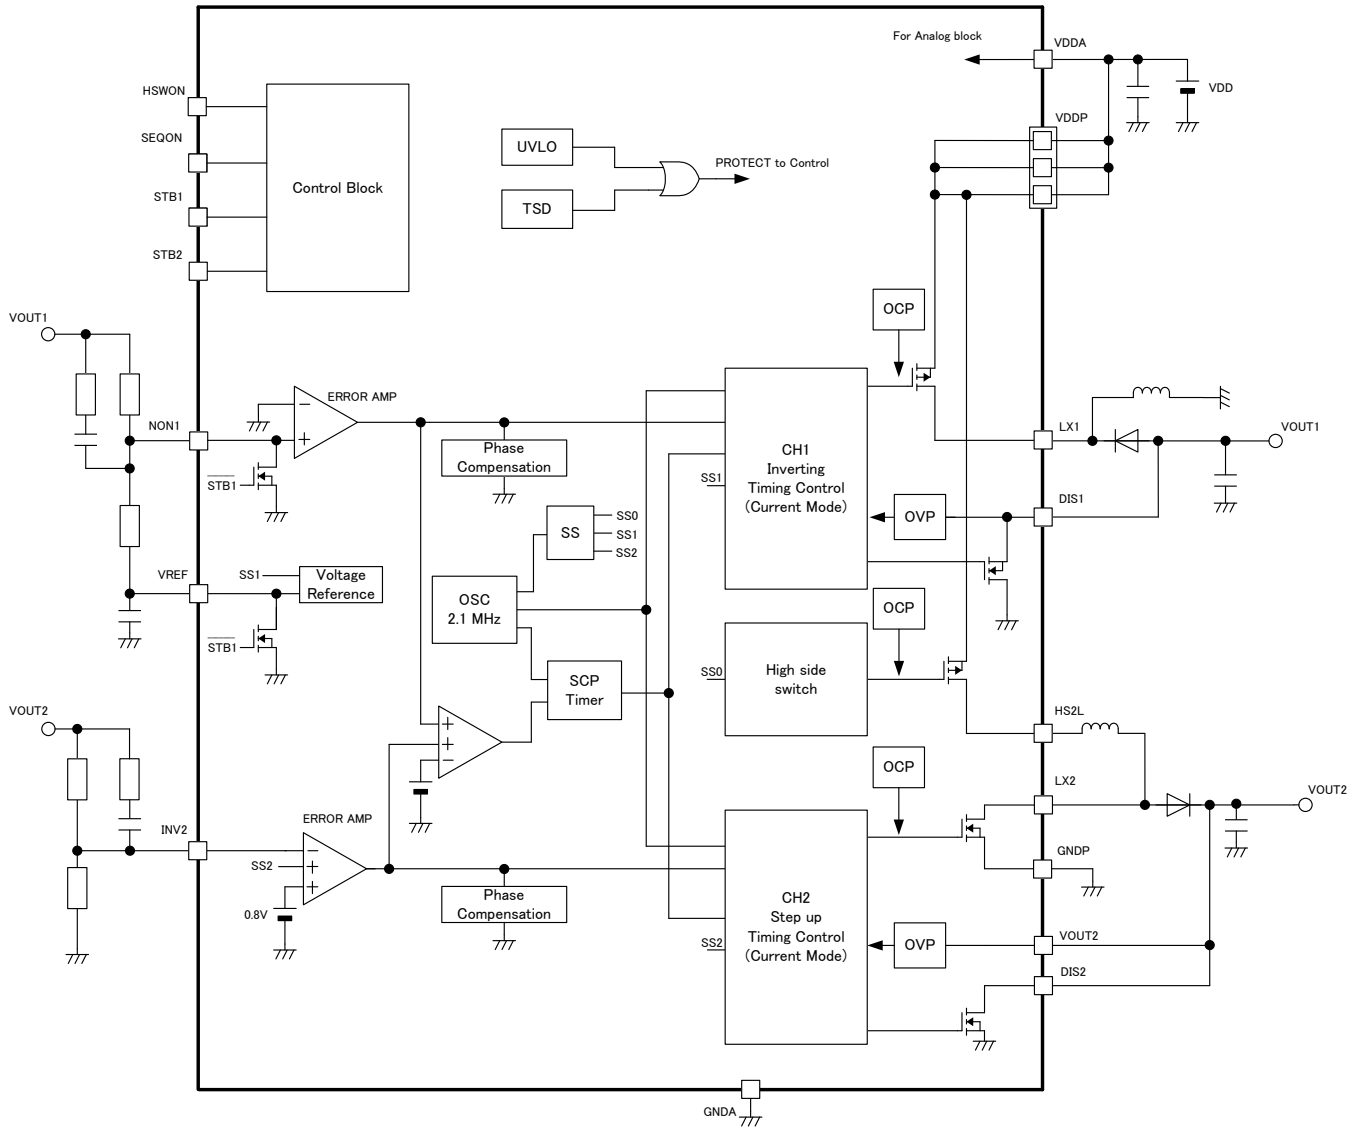 For Analog block
VDDA
VDD
VDDP
HSWON
SEQON
STB1
STB2
Control Block
UVLO
TSD
PROTECT to Control
VOUT1
NON1
ERROR AMP
−
+
STB1
Phase
Compensation
SS
SS0
SS1
SS2
VREF
SS1
Voltage
Reference
STB1
OSC
2.1 MHz
SCP
Timer
+
+
−
OCP
CH1
Inverting
Timing Control
(Current Mode)
SS1
OVP
LX1
VOUT1
DIS1
OCP
SS0
High side
switch
HS2L
VOUT2
INV2
ERROR AMP
−
+
+
SS2
0.8V
Phase
Compensation
OCP
LX2
VOUT2
GNDP
CH2
Step up
Timing Control
(Current Mode)
SS2
OVP
VOUT2
DIS2
GNDA